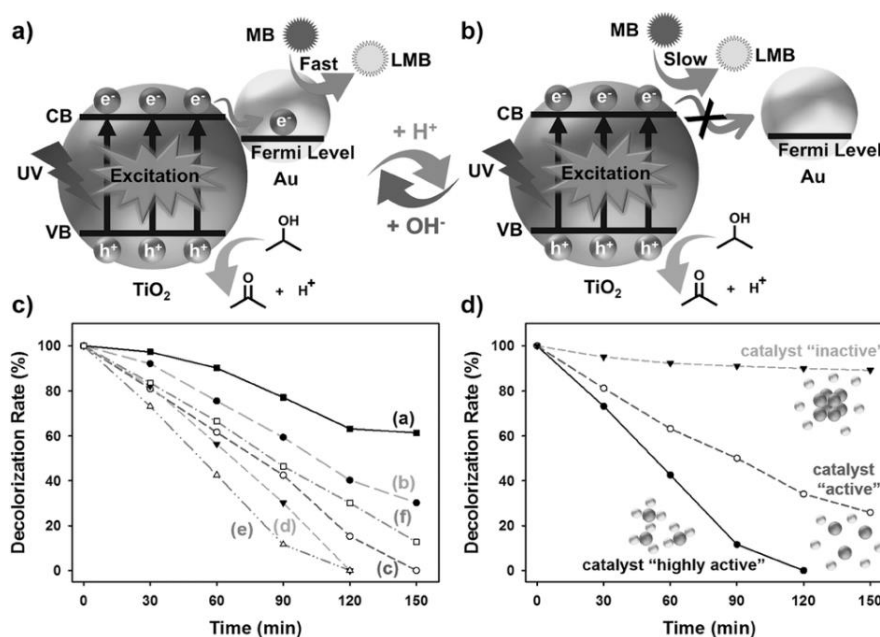 a)
MB
Fast
LMB
e⁻ e⁻ e⁻
CB
e⁻
Fermi Level
Au
UV
Excitation
VB
h⁺ h⁺ h⁺
OH
O
+ H⁺
TiO₂
+ H⁺
+ OH⁻
b)
MB
Slow
LMB
e⁻ e⁻ e⁻
CB
Fermi Level
Au
UV
Excitation
VB
h⁺ h⁺ h⁺
OH
O
+ H⁺
TiO₂
c)
Decolorization Rate (%)
100
80
60
40
20
0
(a)
(b)
(f)
(e)
(d)
(c)
0 30 60 90 120 150
Time (min)
d)
Decolorization Rate (%)
100
80
60
40
20
0
catalyst "inactive"
catalyst
"active"
catalyst "highly active"
0 30 60 90 120 150
Time (min)